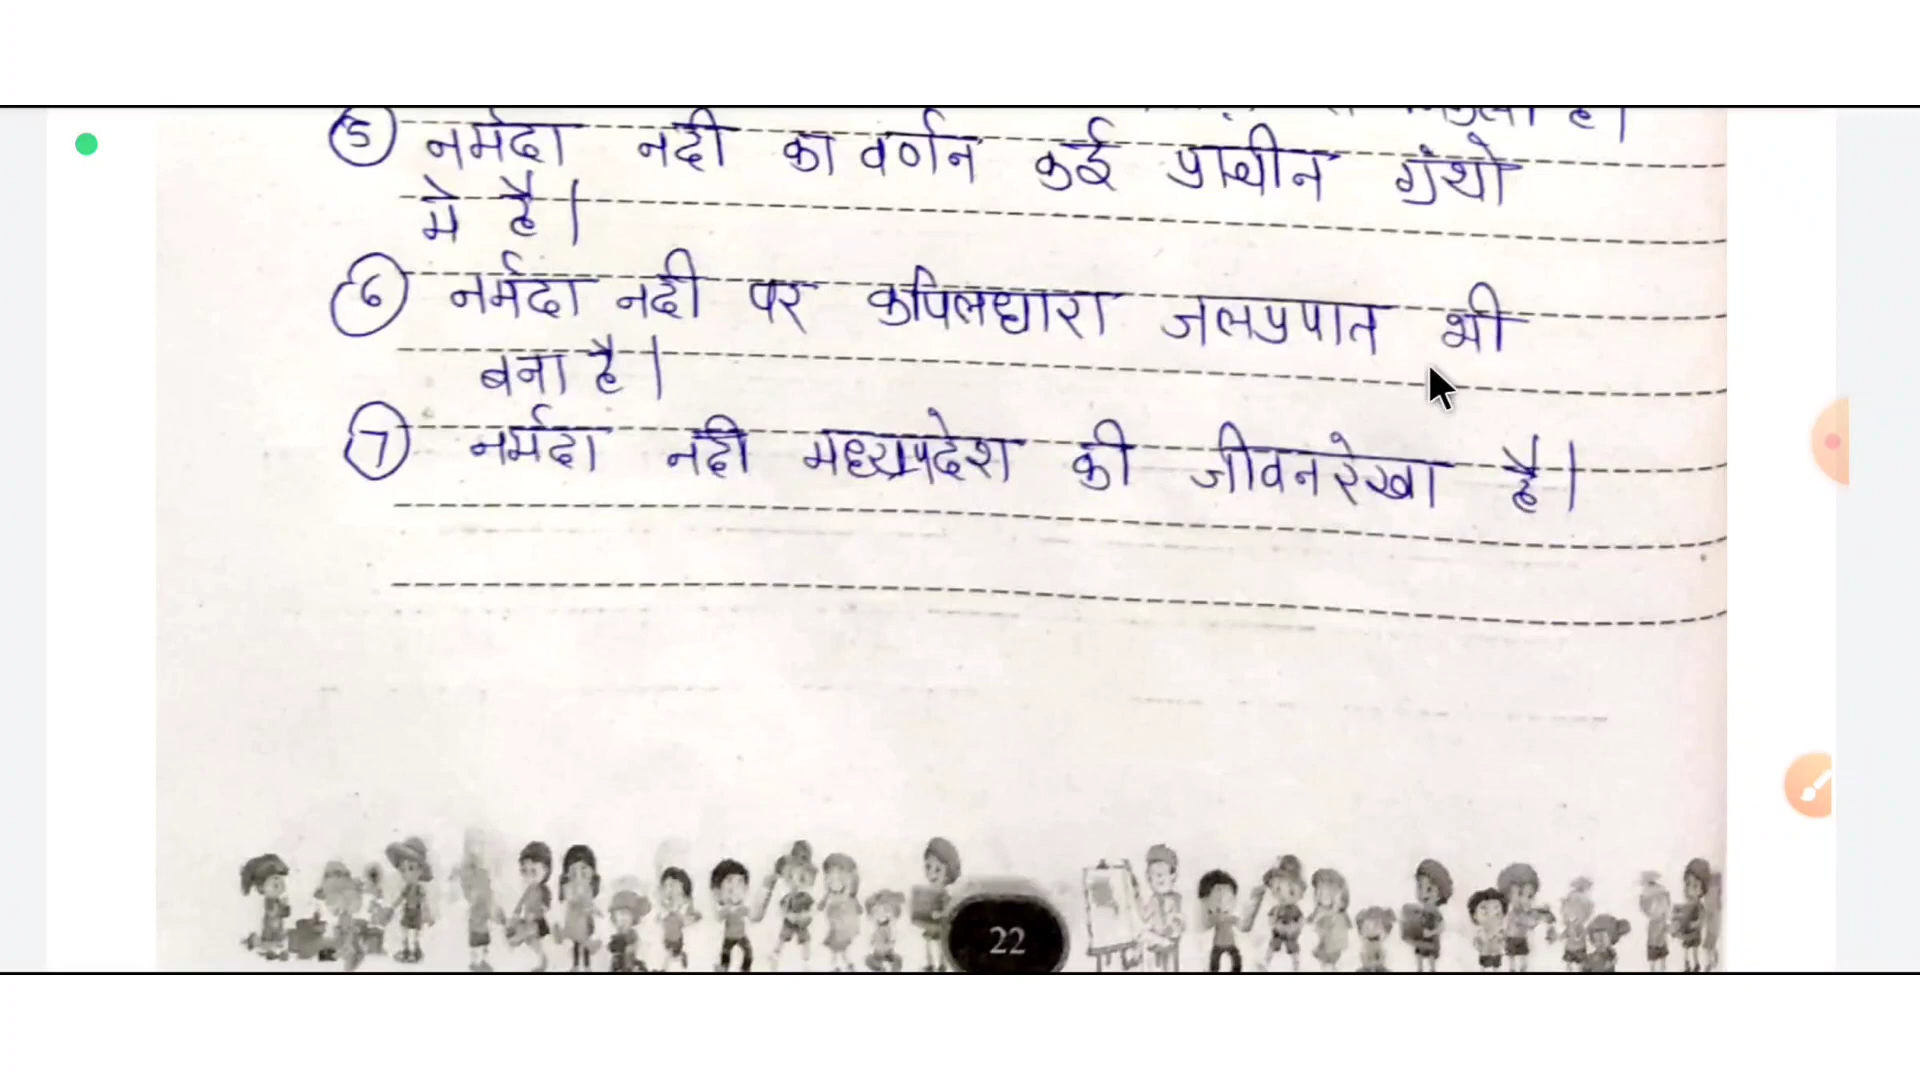 है।
⑤ नर्मदा नदी का वर्णन कई प्राचीन ग्रंथो
मे है।
⑥ नर्मदा नदी पर कपिलधारा जलप्रपात भी
बना है।
⑦ नर्मदा नदी मध्यप्रदेश की जीवनरेखा है।
22